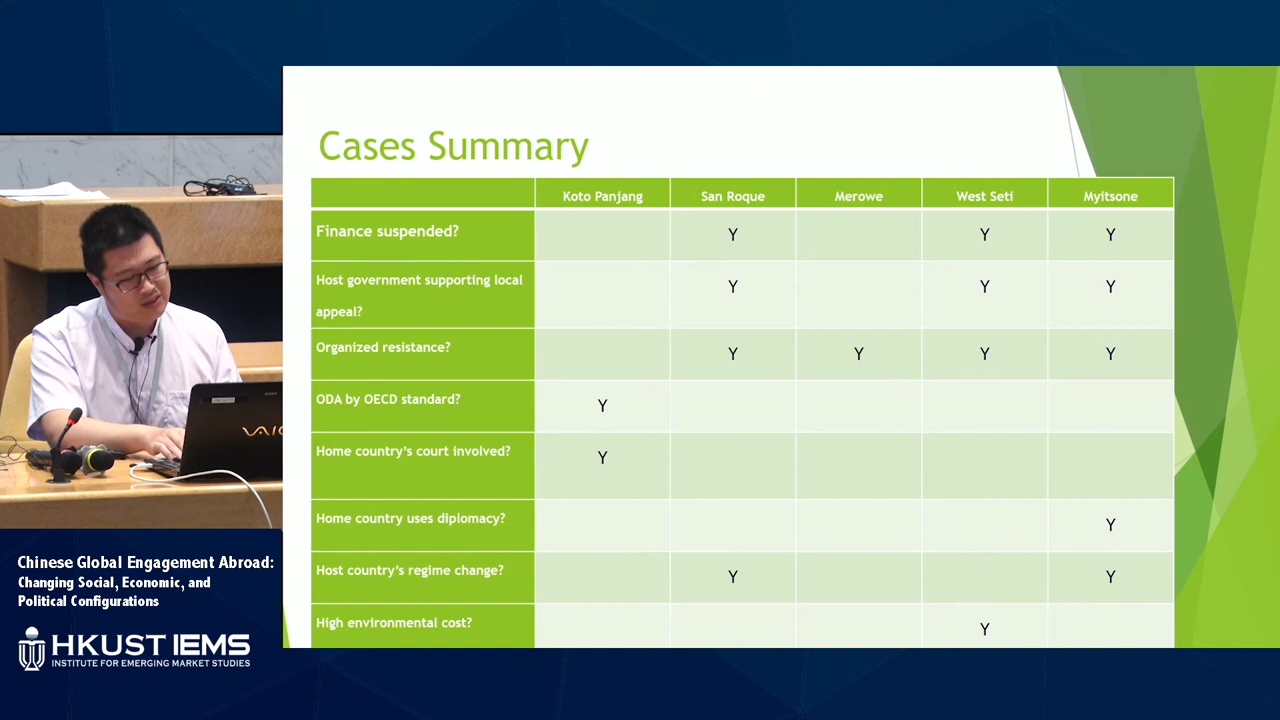 Cases Summary
Koto Panjang San Roque Merowe West Seti Myitsone
Finance suspended? Y Y Y
Host government supporting local
appeal? Y Y Y
Organized resistance? Y Y Y Y
ODA by OECD standard? Y
Home country's court involved? Y
Home country uses diplomacy? Y
Host country's regime change? Y Y
High environmental cost? Y
VAIO
Chinese Global Engagement Abroad:
Changing Social, Economic, and
Political Configurations
HKUST IEMS
INSTITUTE FOR EMERGING MARKET STUDIES